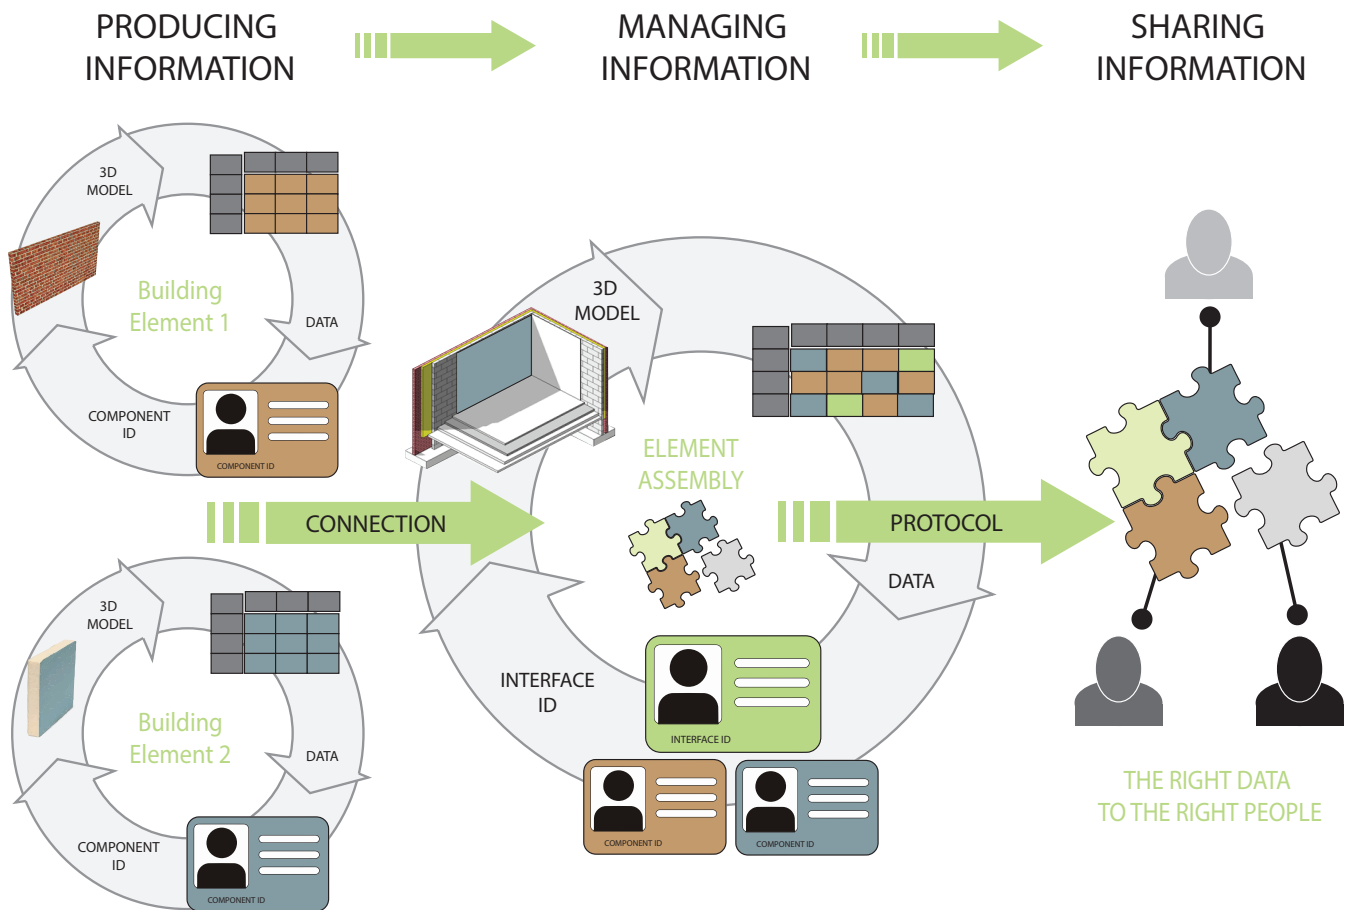 PRODUCING
INFORMATION
MANAGING
INFORMATION
SHARING
INFORMATION
3D
MODEL
Building
Element 1
DATA
COMPONENT
ID
COMPONENT ID
CONNECTION
3D
MODEL
Building
Element 2
DATA
COMPONENT
ID
COMPONENT ID
3D
MODEL
ELEMENT
ASSEMBLY
DATA
INTERFACE
ID
INTERFACE ID
COMPONENT ID
COMPONENT ID
PROTOCOL
THE RIGHT DATA
TO THE RIGHT PEOPLE